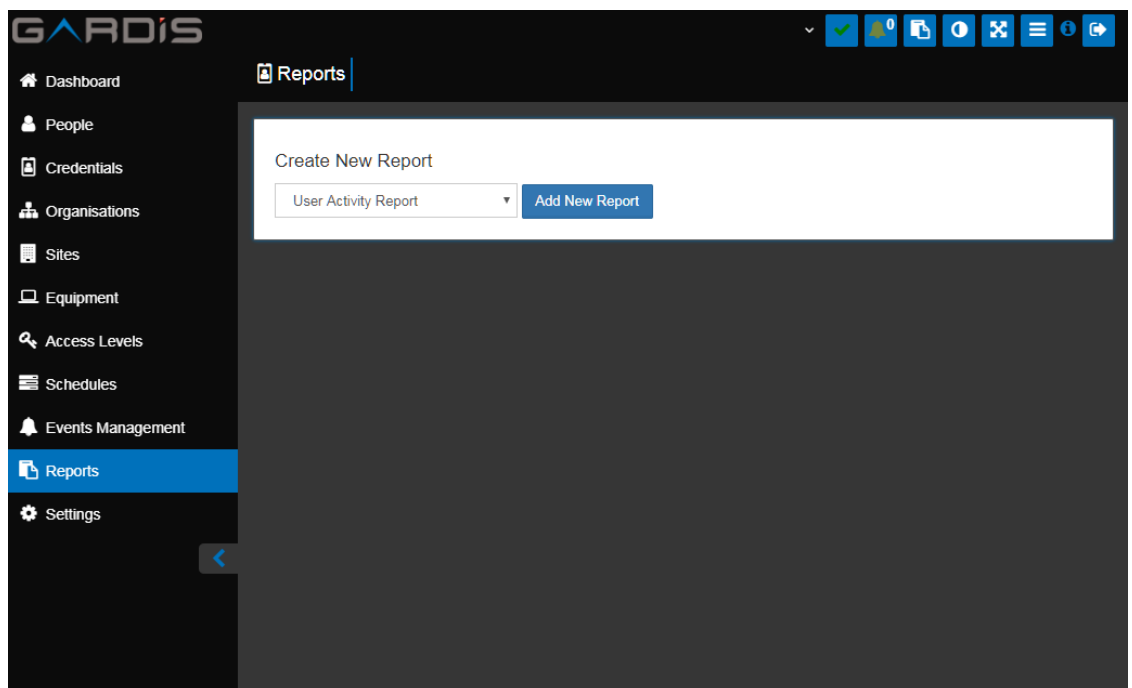 GARDiS
0
Dashboard
Reports
People
Create New Report
Credentials
User Activity Report
Add New Report
Organisations
Sites
Equipment
Access Levels
Schedules
Events Management
Reports
Settings